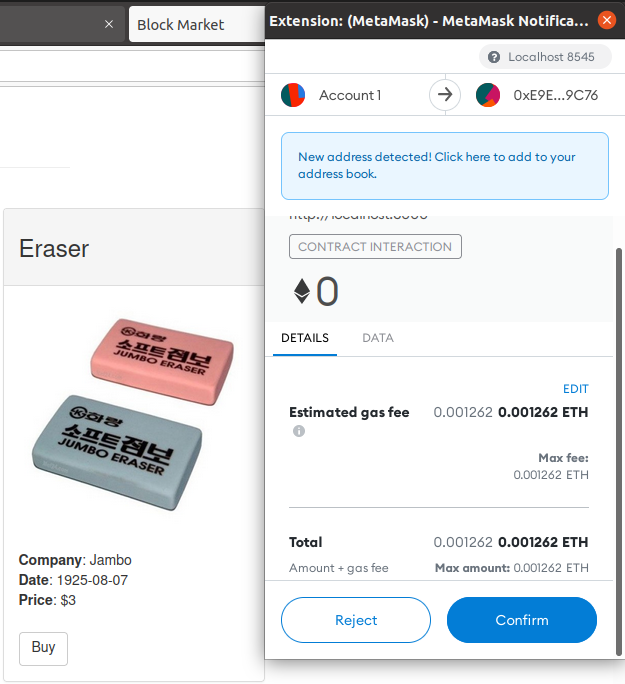 Block Market
Extension: (MetaMask) - MetaMask Notifica...
Localhost 8545
Account 1
0xE9E...9C76
New address detected! Click here to add to your
address book.
CONTRACT INTERACTION
0
DETAILS
DATA
EDIT
Estimated gas fee 0.001262 0.001262 ETH
Max fee:
0.001262 ETH
Total 0.001262 0.001262 ETH
Amount + gas fee Max amount: 0.001262 ETH
Reject
Confirm
Eraser
화랑
소프트점보
JUMBO ERASER
화랑
소프트점보
JUMBO ERASER
Company: Jambo
Date: 1925-08-07
Price: $3
Buy